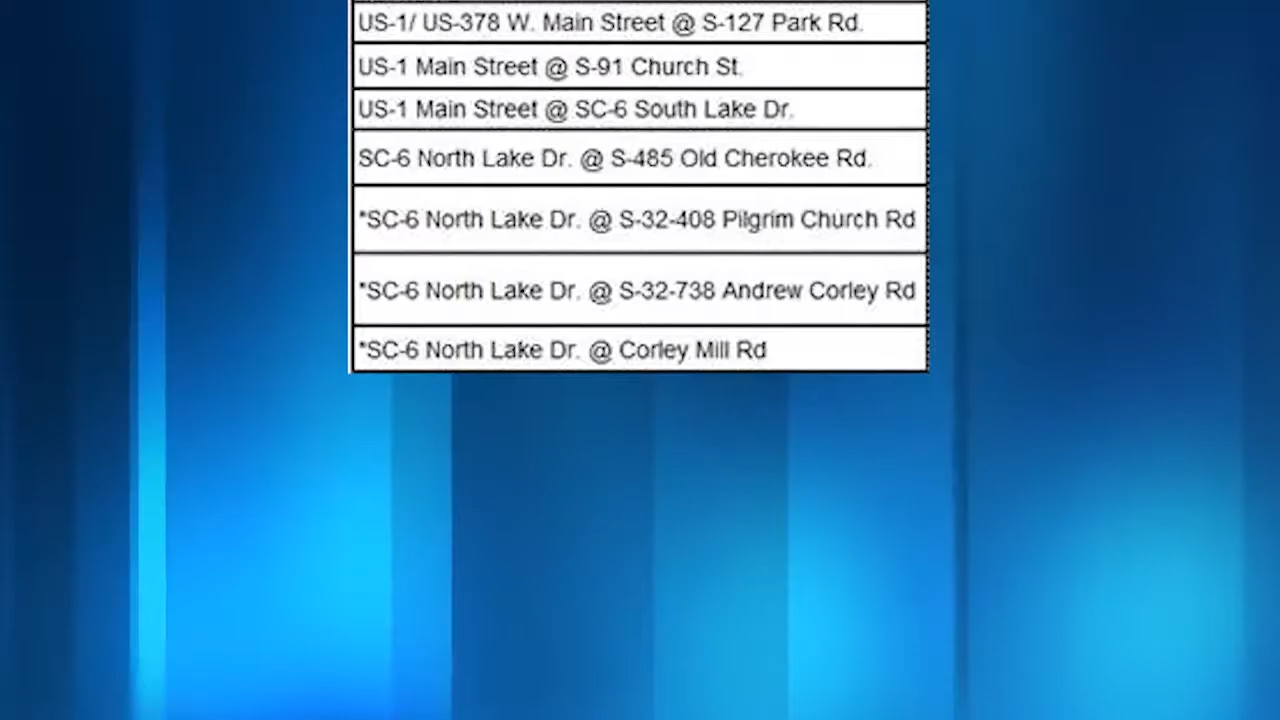 US-1/ US-378 W. Main Street @ S-127 Park Rd.
US-1 Main Street @ S-91 Church St.
US-1 Main Street @ SC-6 South Lake Dr.
SC-6 North Lake Dr. @ S-485 Old Cherokee Rd.
*SC-6 North Lake Dr. @ S-32-408 Pilgrim Church Rd
*SC-6 North Lake Dr. @ S-32-738 Andrew Corley Rd
*SC-6 North Lake Dr. @ Corley Mill Rd